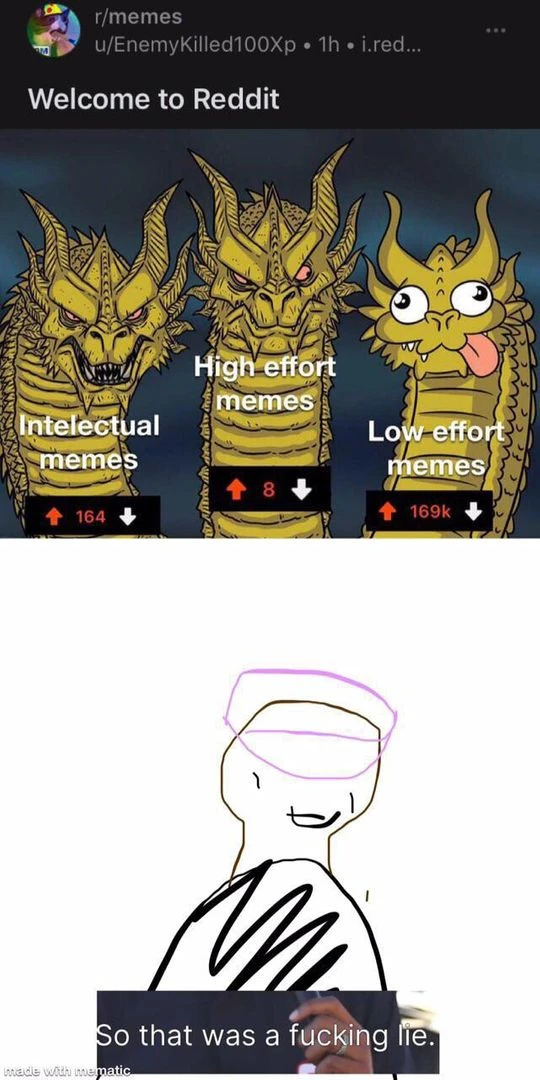 r/memes
u/EnemyKilled100Xp • 1h • i.red...
Welcome to Reddit
High effort
memes
Intelectual
memes
Low effort
memes
8
164
169k
So that was a fucking lie.
made with mematic